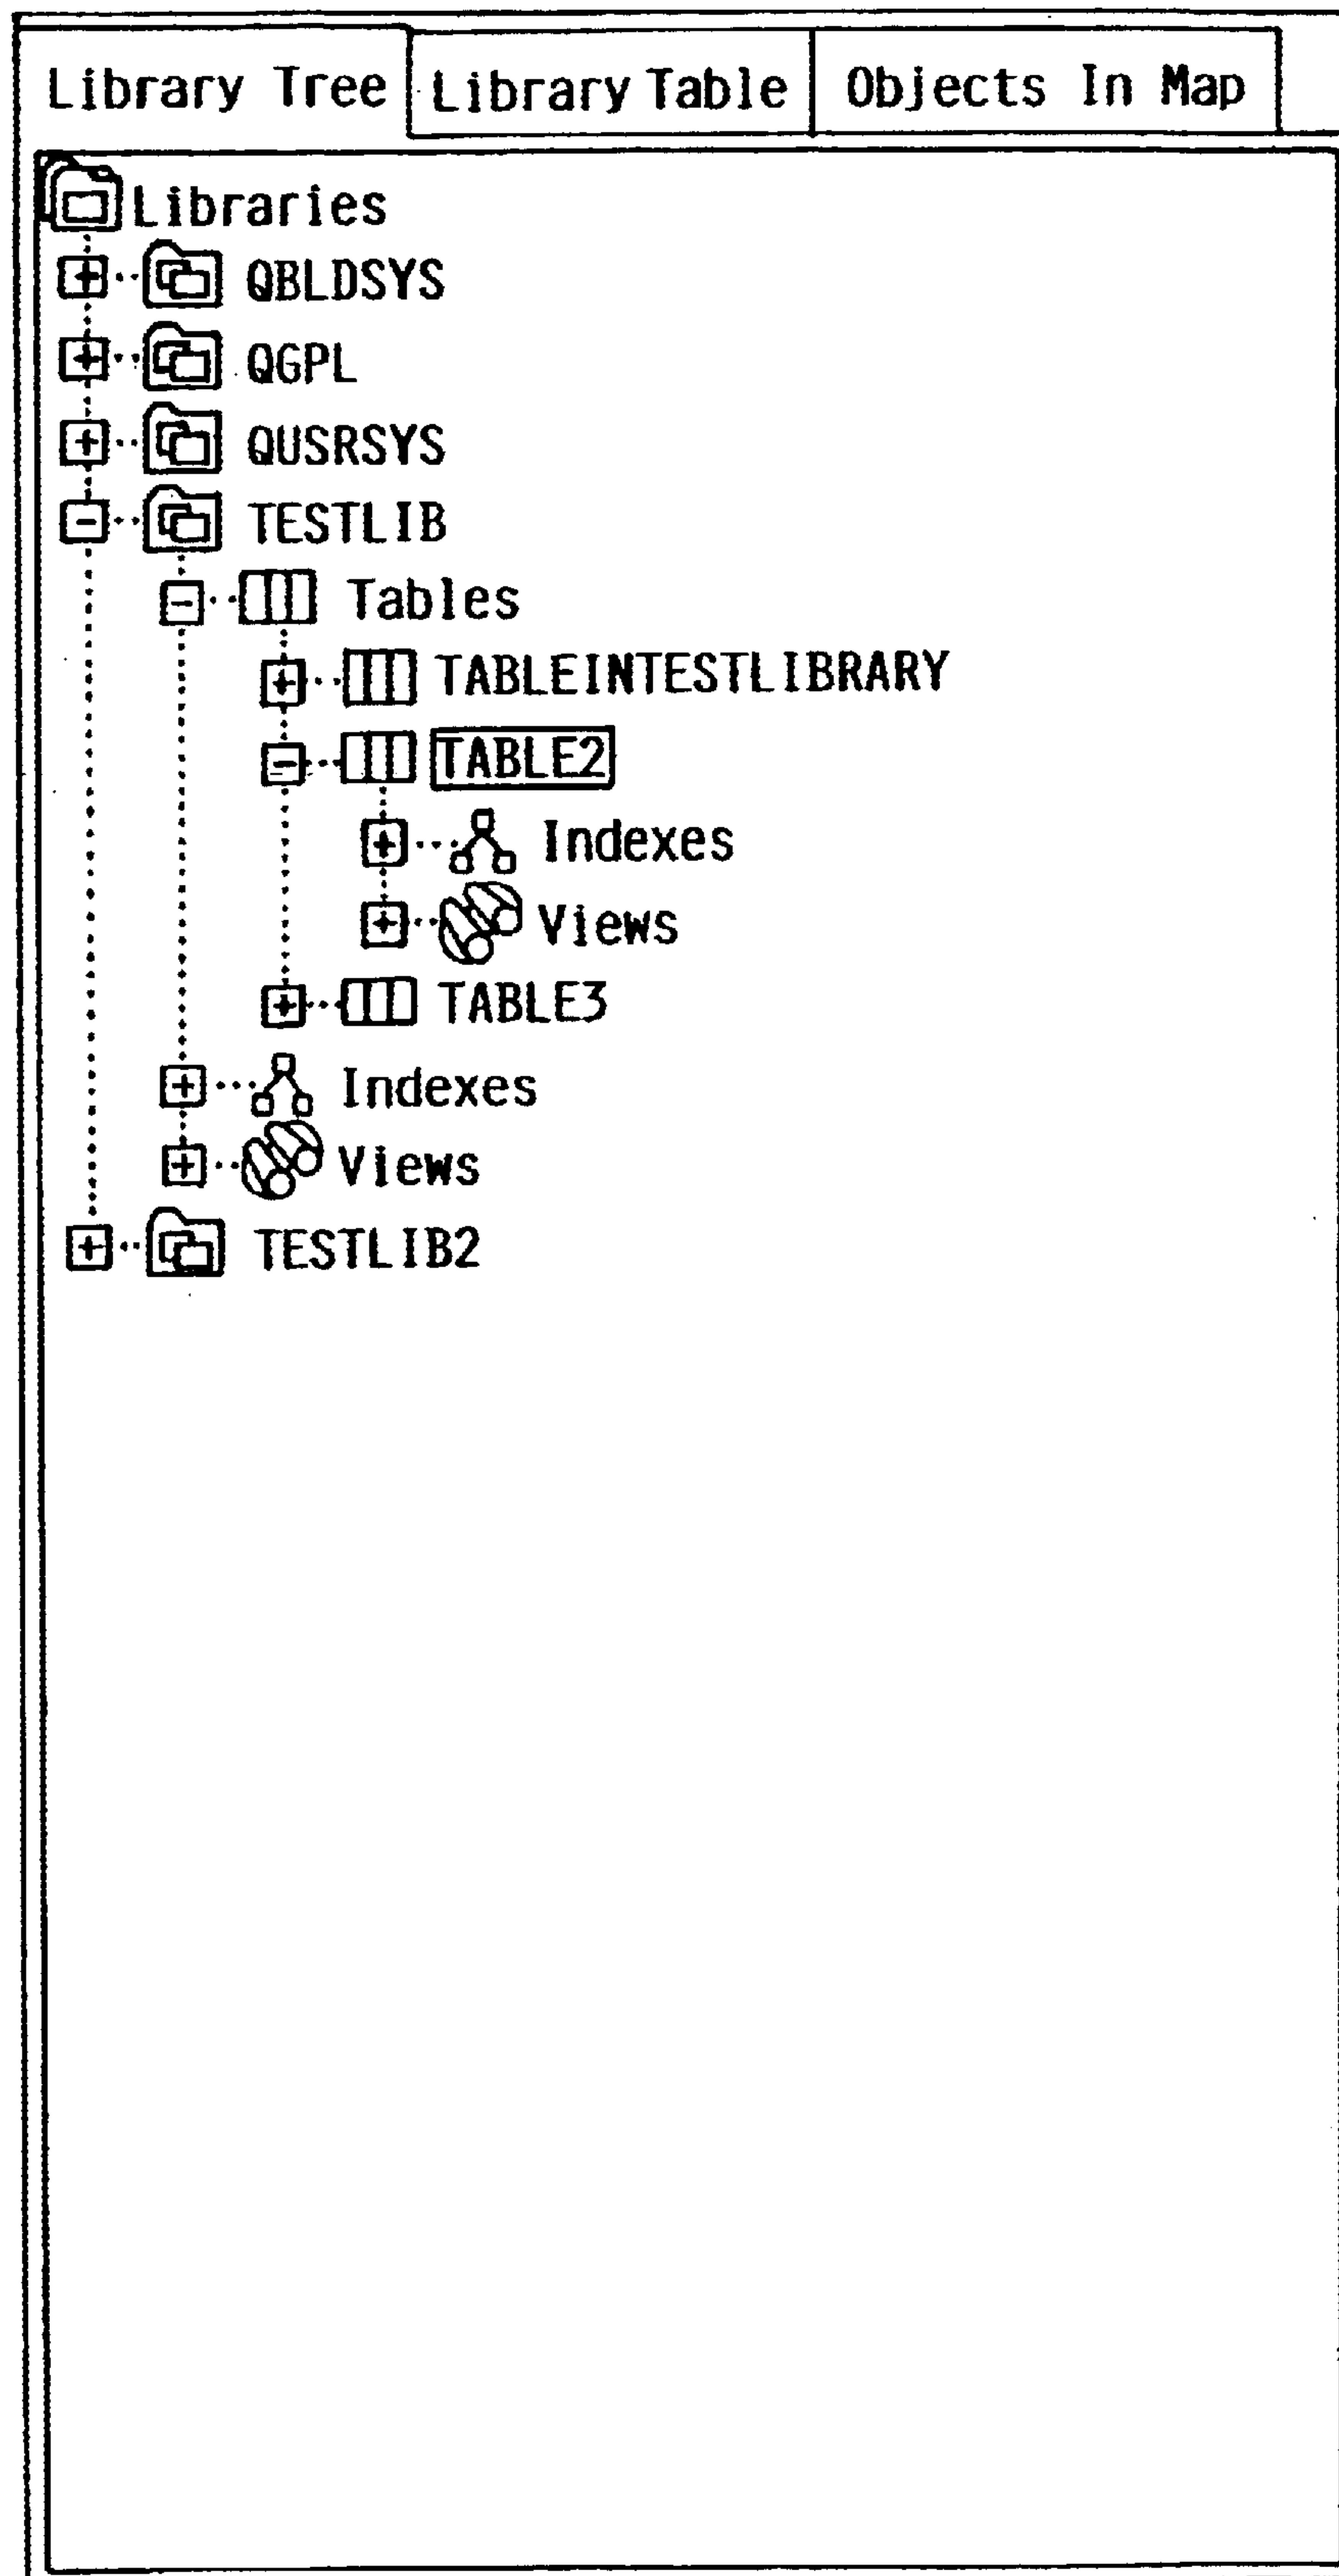 Library Tree Library Table Objects In Map
Libraries
QBLDSYS
QGPL
QUSRSYS
TESTLIB
Tables
TABLEINTESTLIBRARY
TABLE2
Indexes
Views
TABLE3
Indexes
Views
TESTLIB2